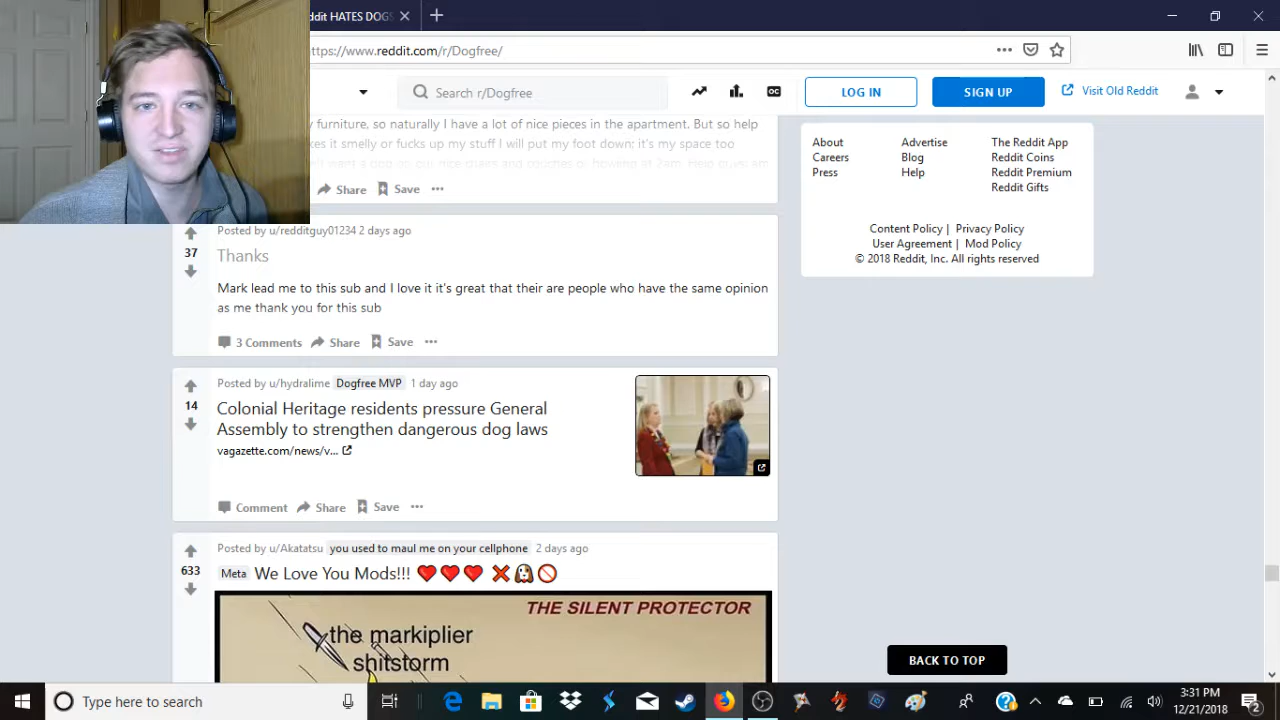 ddit HATES DOGS
ttps://www.reddit.com/r/Dogfree/
Search r/Dogfree
LOG IN
SIGN UP
Visit Old Reddit
y furniture, so naturally I have a lot of nice pieces in the apartment. But so help
kes it smelly or fucks up my stuff I will put my foot down; it's my space too
Share
Save
About
Advertise
The Reddit App
Careers
Blog
Reddit Coins
Press
Help
Reddit Premium
Reddit Gifts
Content Policy | Privacy Policy
User Agreement | Mod Policy
© 2018 Reddit, Inc. All rights reserved
Posted by u/redditguy01234 2 days ago
37
Thanks
Mark lead me to this sub and I love it it's great that their are people who have the same opinion
as me thank you for this sub
3 Comments
Share
Save
Posted by u/hydralime Dogfree MVP 1 day ago
14
Colonial Heritage residents pressure General
Assembly to strengthen dangerous dog laws
vagazette.com/news/v...
Comment
Share
Save
Posted by u/Akatatsu you used to maul me on your cellphone 2 days ago
633
Meta We Love You Mods!!! ❤️❤️❤️ ❌🐶🚫
THE SILENT PROTECTOR
the markiplier
shitstorm
BACK TO TOP
Type here to search
3:31 PM
12/21/2018
2